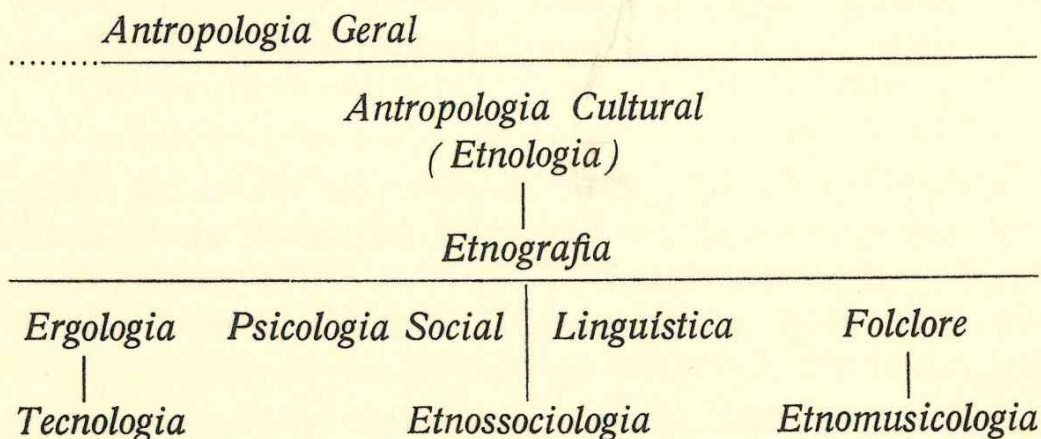 Antropologia Geral
Antropologia Cultural
(Etnologia)
Etnografia
Ergologia Psicologia Social Linguística Folclore
Tecnologia Etnossociologia Etnomusicologia